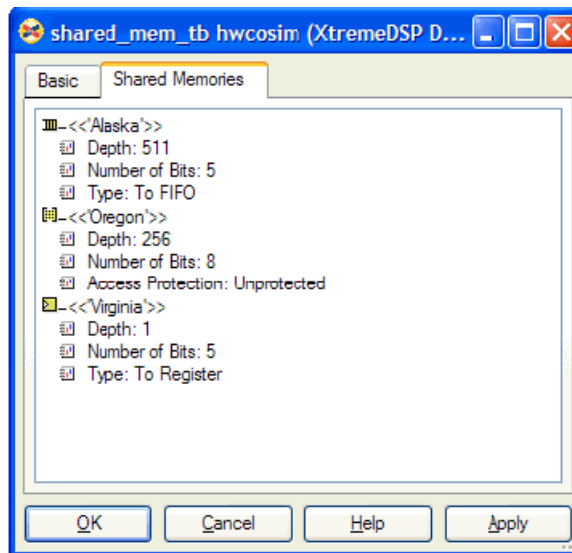 shared_mem_tb hwcosim (XtremeDSP D...
Basic
Shared Memories
<<'Alaska'>>
Depth: 511
Number of Bits: 5
Type: To FIFO
<<'Oregon'>>
Depth: 256
Number of Bits: 8
Access Protection: Unprotected
<<'Virginia'>>
Depth: 1
Number of Bits: 5
Type: To Register
OK
Cancel
Help
Apply